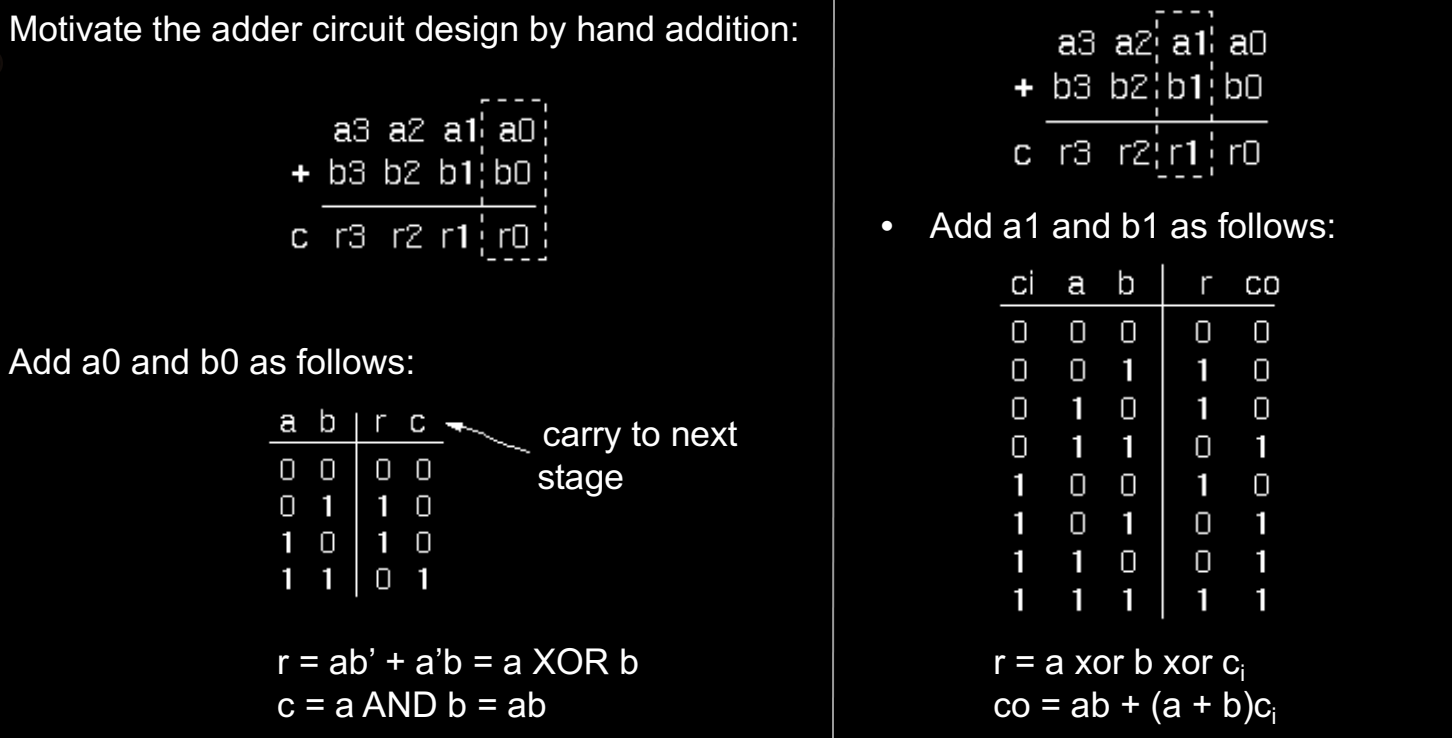 Motivate the adder circuit design by hand addition:
a3 a2 a1 a0
+ b3 b2 b1 b0
c r3 r2 r1 r0
Add a0 and b0 as follows:
a b r c
carry to next
stage
0 0 0 0
0 1 1 0
1 0 1 0
1 1 0 1
r = ab’ + a’b = a XOR b
c = a AND b = ab
a3 a2 a1 a0
+ b3 b2 b1 b0
c r3 r2 r1 r0
• Add a1 and b1 as follows:
ci a b r co
0 0 0 0 0
0 0 1 1 0
0 1 0 1 0
0 1 1 0 1
1 0 0 1 0
1 0 1 0 1
1 1 0 0 1
1 1 1 1 1
r = a xor b xor cᵢ
co = ab + (a + b)cᵢ